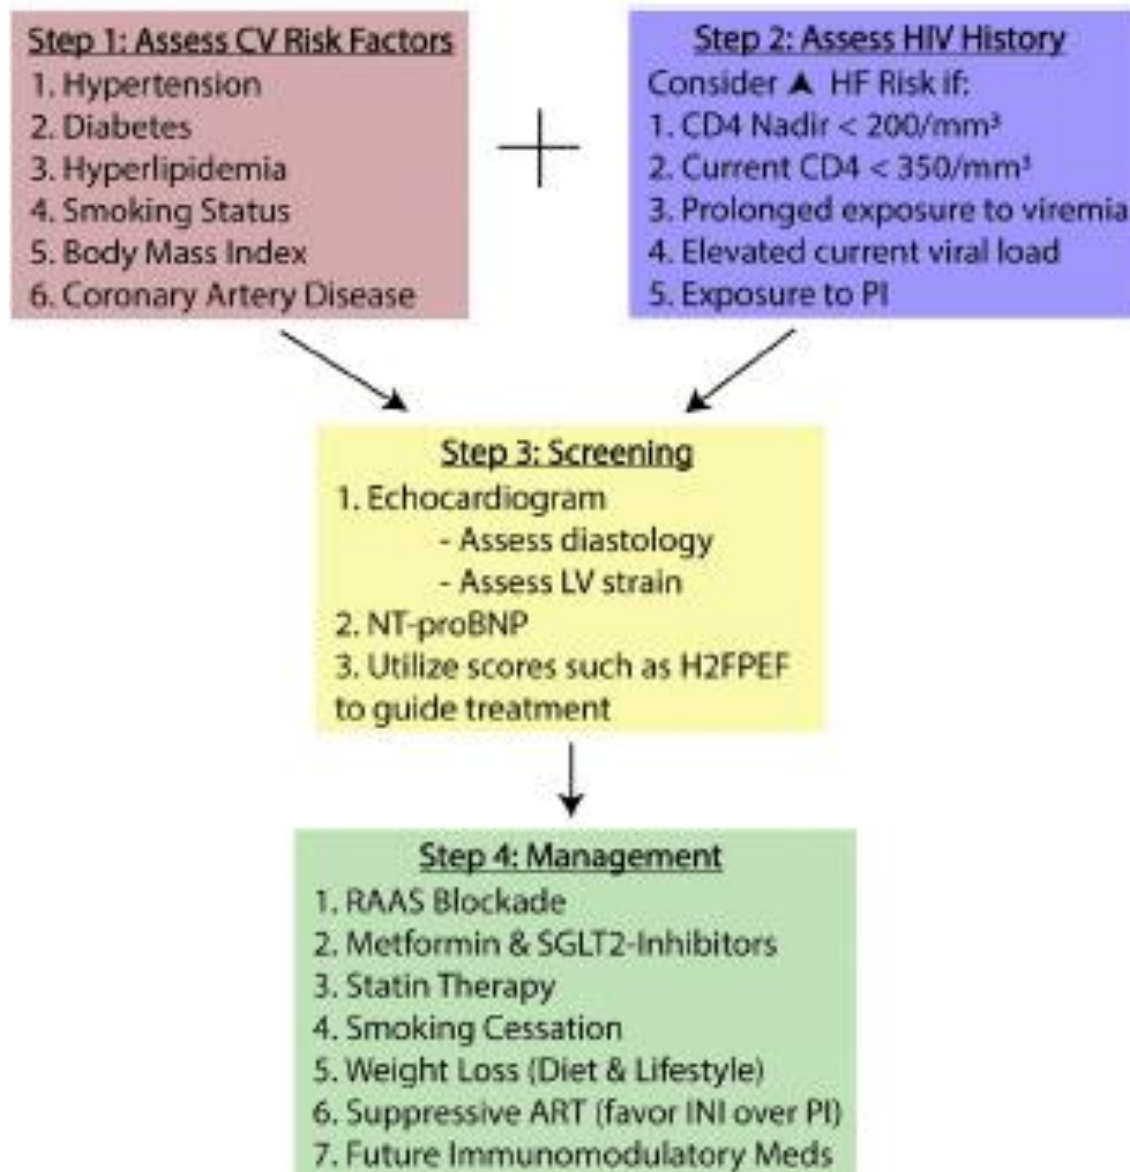 Step 1: Assess CV Risk Factors
1. Hypertension
2. Diabetes
3. Hyperlipidemia
4. Smoking Status
5. Body Mass Index
6. Coronary Artery Disease
+
Step 2: Assess HIV History
Consider ▲ HF Risk if:
1. CD4 Nadir < 200/mm³
2. Current CD4 < 350/mm³
3. Prolonged exposure to viremia
4. Elevated current viral load
5. Exposure to PI
Step 3: Screening
1. Echocardiogram
- Assess diastology
- Assess LV strain
2. NT-proBNP
3. Utilize scores such as H2FPEF
to guide treatment
Step 4: Management
1. RAAS Blockade
2. Metformin & SGLT2-Inhibitors
3. Statin Therapy
4. Smoking Cessation
5. Weight Loss (Diet & Lifestyle)
6. Suppressive ART (favor INI over PI)
7. Future Immunomodulatory Meds